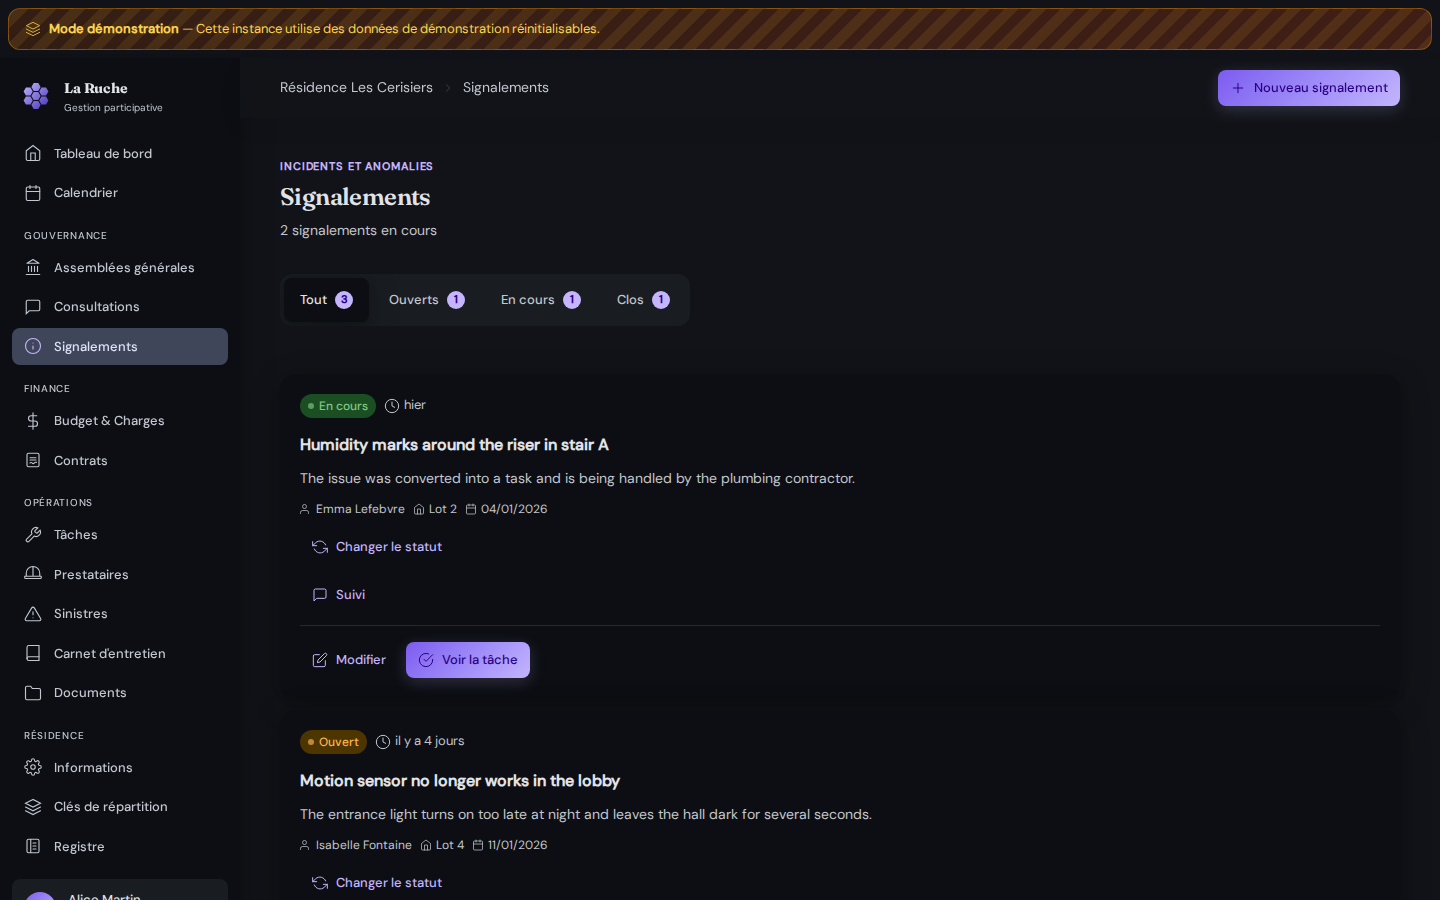 Mode démonstration — Cette instance utilise des données de démonstration réinitialisables.
La Ruche
Gestion participative
Tableau de bord
Calendrier
GOUVERNANCE
Assemblées générales
Consultations
Signalements
FINANCE
Budget & Charges
Contrats
OPÉRATIONS
Tâches
Prestataires
Sinistres
Carnet d'entretien
Documents
RÉSIDENCE
Informations
Clés de répartition
Registre
Alice Martin
Résidence Les Cerisiers > Signalements
Nouveau signalement
INCIDENTS ET ANOMALIES
Signalements
2 signalements en cours
Tout 3 Ouverts 1 En cours 1 Clos 1
En cours hier
Humidity marks around the riser in stair A
The issue was converted into a task and is being handled by the plumbing contractor.
Emma Lefebvre Lot 2 04/01/2026
Changer le statut
Suivi
Modifier Voir la tâche
Ouvert il y a 4 jours
Motion sensor no longer works in the lobby
The entrance light turns on too late at night and leaves the hall dark for several seconds.
Isabelle Fontaine Lot 4 11/01/2026
Changer le statut